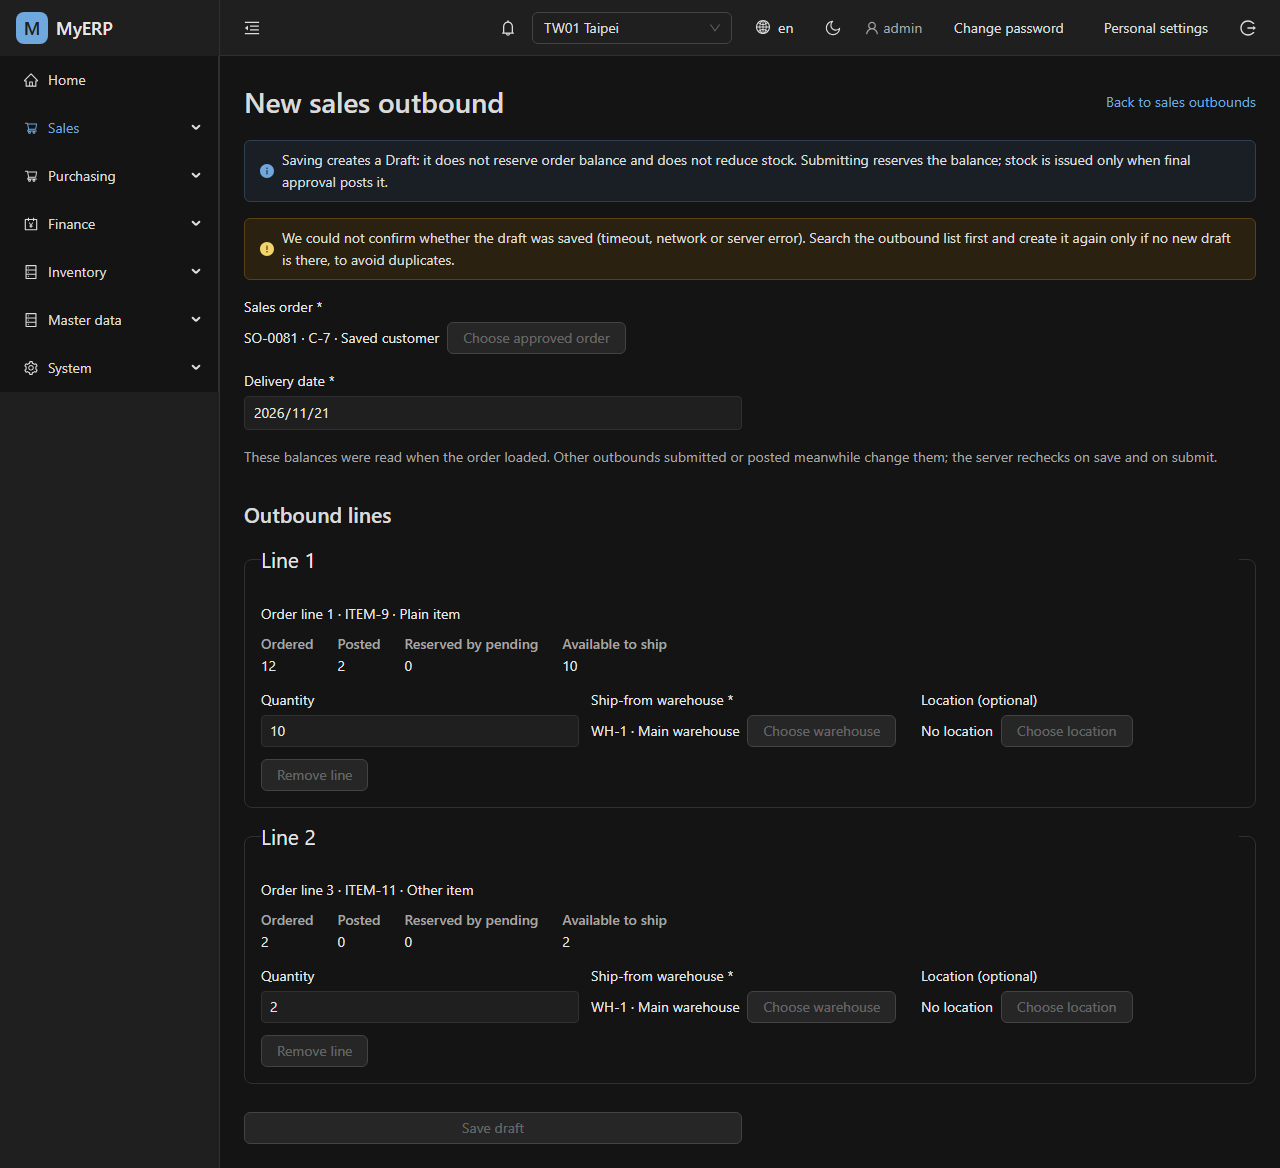 M MyERP
TW01 Taipei
en
admin
Change password
Personal settings
Home
Sales
Purchasing
Finance
Inventory
Master data
System
New sales outbound
Back to sales outbounds
Saving creates a Draft: it does not reserve order balance and does not reduce stock. Submitting reserves the balance; stock is issued only when final
approval posts it.
We could not confirm whether the draft was saved (timeout, network or server error). Search the outbound list first and create it again only if no new draft
is there, to avoid duplicates.
Sales order *
SO-0081 · C-7 · Saved customer
Choose approved order
Delivery date *
2026/11/21
These balances were read when the order loaded. Other outbounds submitted or posted meanwhile change them; the server rechecks on save and on submit.
Outbound lines
Line 1
Order line 1 · ITEM-9 · Plain item
Ordered Posted Reserved by pending Available to ship
12 2 0 10
Quantity Ship-from warehouse * Location (optional)
10 WH-1 · Main warehouse Choose warehouse No location Choose location
Remove line
Line 2
Order line 3 · ITEM-11 · Other item
Ordered Posted Reserved by pending Available to ship
2 0 0 2
Quantity Ship-from warehouse * Location (optional)
2 WH-1 · Main warehouse Choose warehouse No location Choose location
Remove line
Save draft